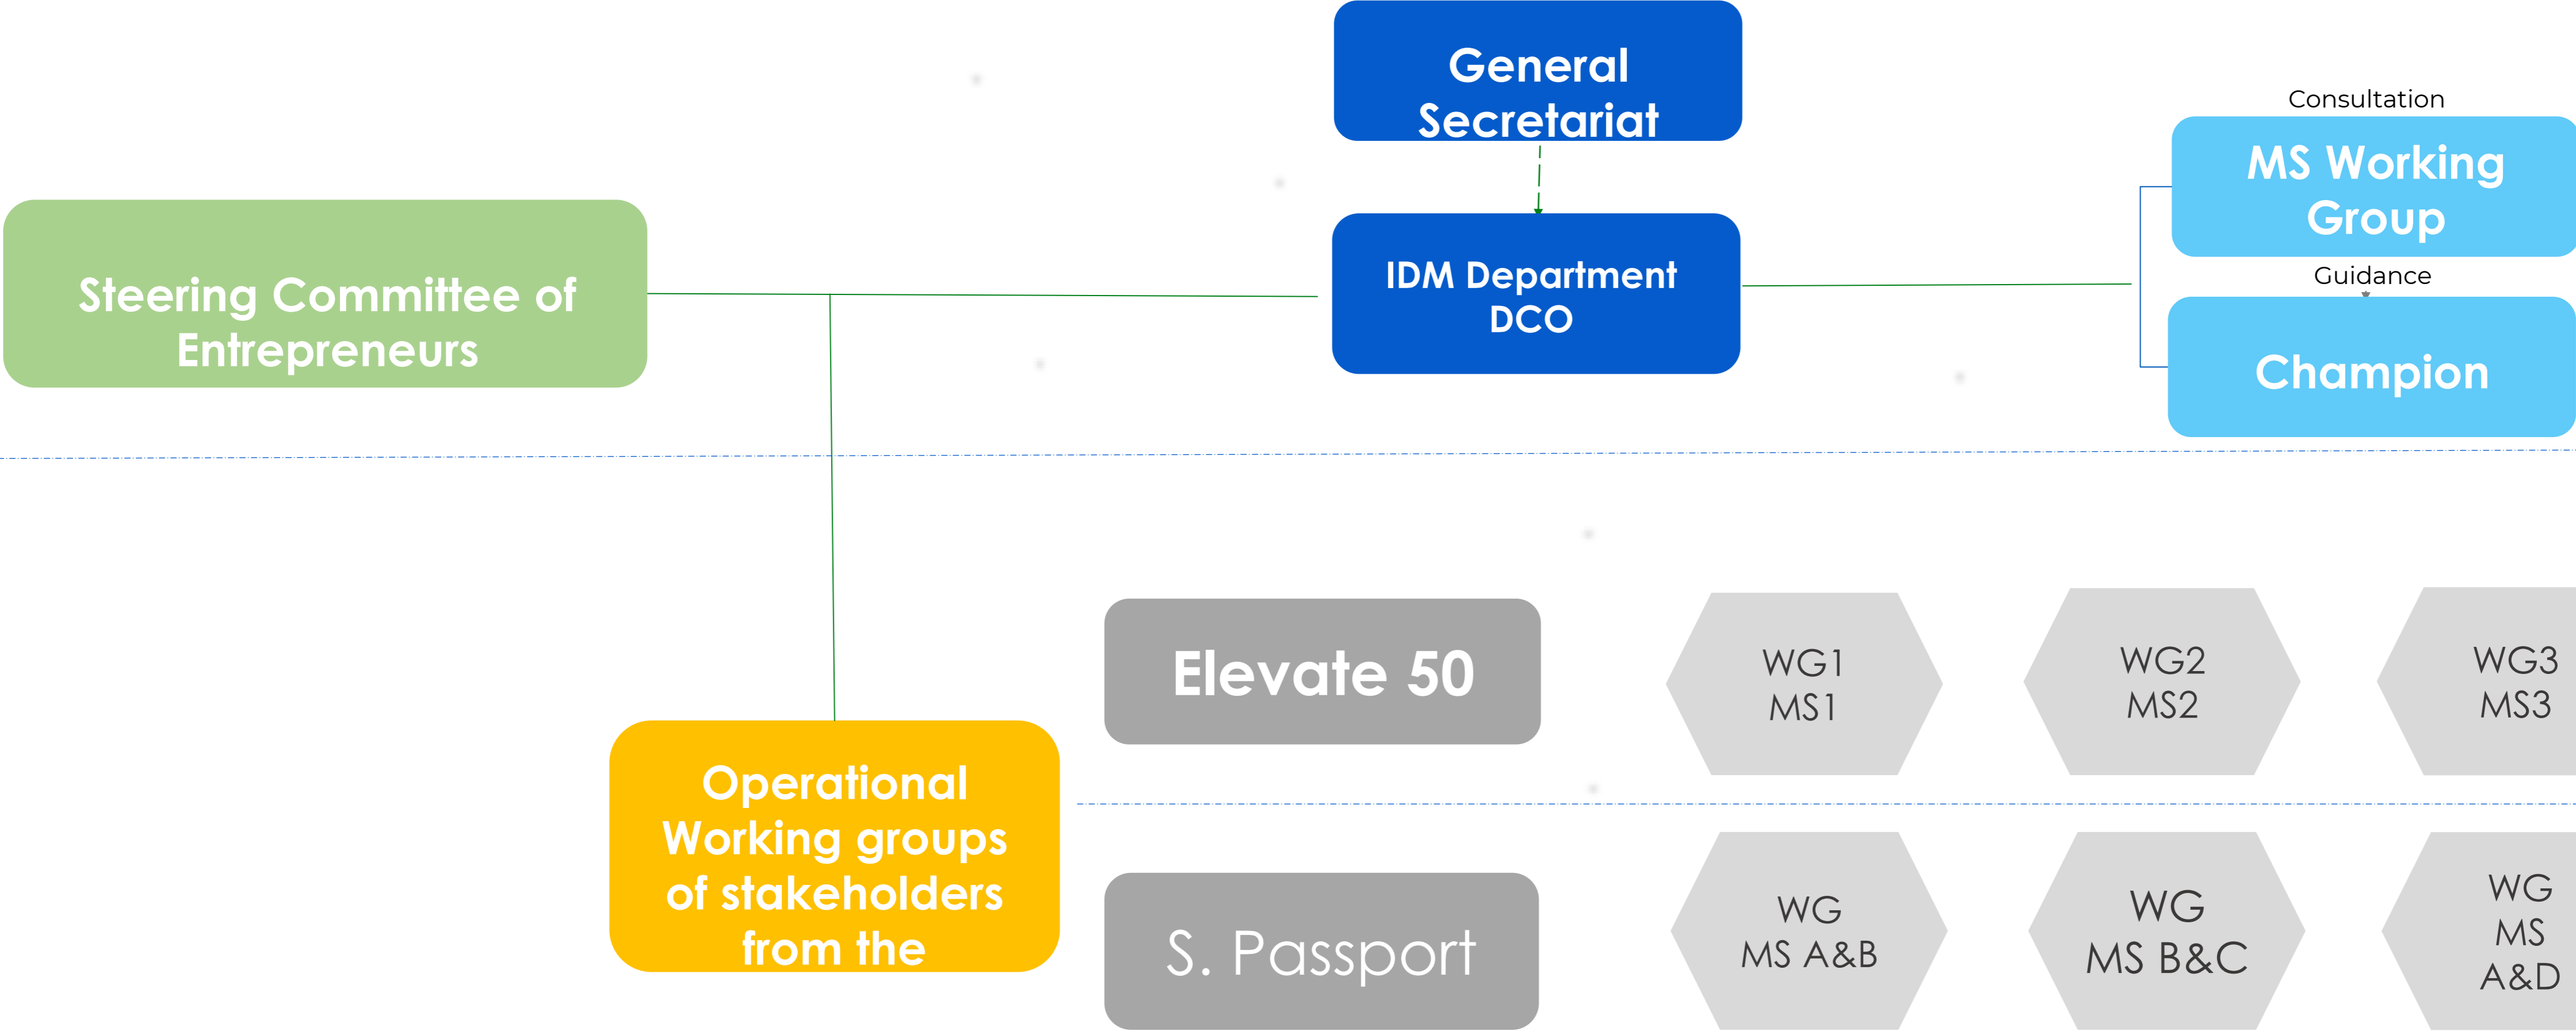 General
Secretariat
Consultation
MS Working
Group
Steering Committee of
Entrepreneurs
IDM Department
DCO
Guidance
Champion
Elevate 50
WG1
MS1
WG2
MS2
WG3
MS3
Operational
Working groups
of stakeholders
from the
S. Passport
WG
MS A&B
WG
MS B&C
WG
MS
A&D